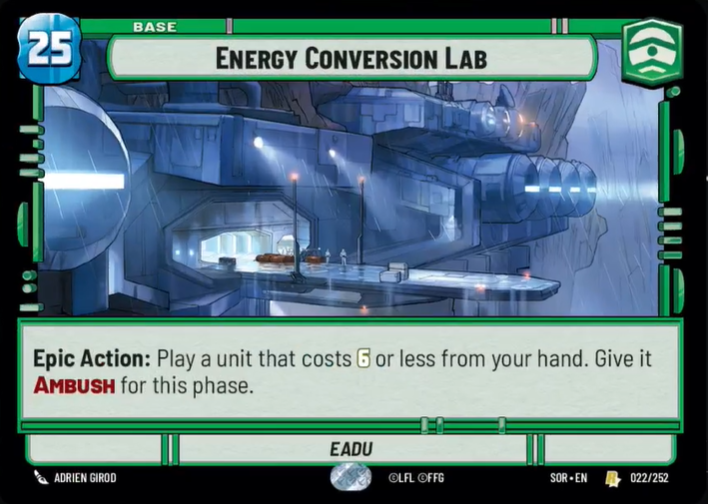 BASE
25
ENERGY CONVERSION LAB
Epic Action: Play a unit that costs 6 or less from your hand. Give it
AMBUSH for this phase.
EADU
ADRIEN GIROD
©LFL ©FFG
SOR • EN
R
022/252